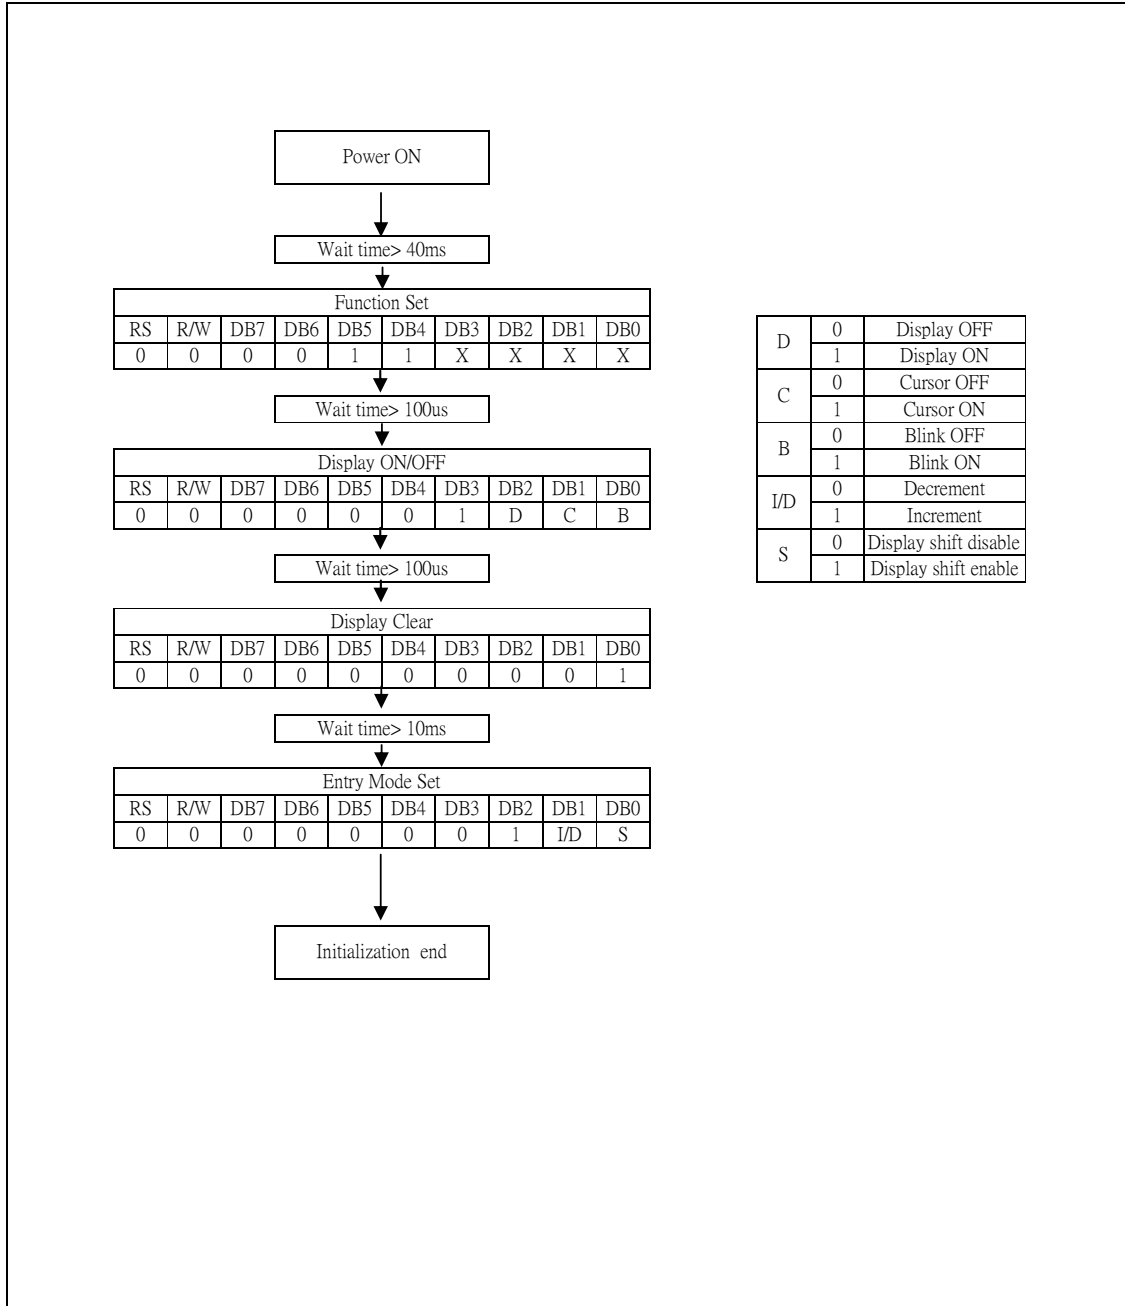 Power ON
Wait time> 40ms
Function Set
RS R/W DB7 DB6 DB5 DB4 DB3 DB2 DB1 DB0
0 0 0 0 1 1 X X X X
Wait time> 100us
Display ON/OFF
RS R/W DB7 DB6 DB5 DB4 DB3 DB2 DB1 DB0
0 0 0 0 0 0 1 D C B
Wait time> 100us
Display Clear
RS R/W DB7 DB6 DB5 DB4 DB3 DB2 DB1 DB0
0 0 0 0 0 0 0 0 0 1
Wait time> 10ms
Entry Mode Set
RS R/W DB7 DB6 DB5 DB4 DB3 DB2 DB1 DB0
0 0 0 0 0 0 0 1 I/D S
Initialization end
D 0 Display OFF
1 Display ON
C 0 Cursor OFF
1 Cursor ON
B 0 Blink OFF
1 Blink ON
I/D 0 Decrement
1 Increment
S 0 Display shift disable
1 Display shift enable